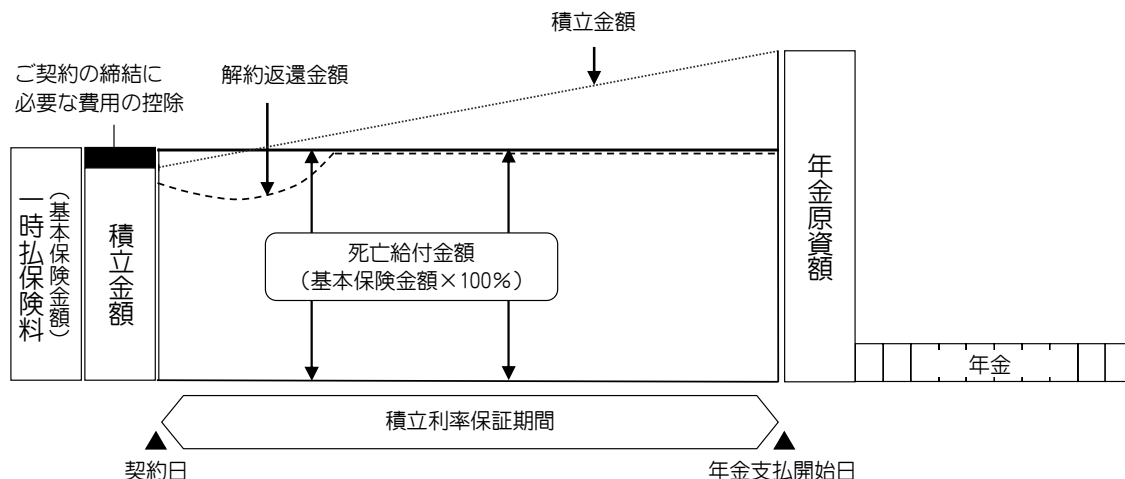 積立金額
ご契約の締結に
必要な費用の控除
解約返還金額
一時払保険料
（基本保険金額）
積立金額
死亡給付金額
（基本保険金額×100％）
年金原資額
年金
積立利率保証期間
契約日
年金支払開始日